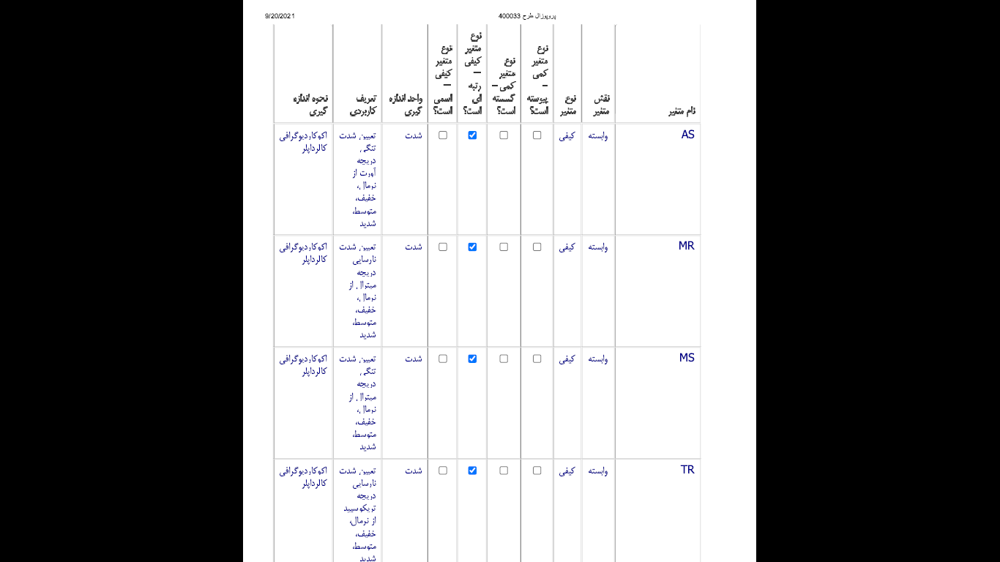 9/20/2021
پروپوزال طرح 400033
نام متغیر
نقش
متغیر
نوع
متغیر
نوع
متغیر
کمی
–
پیوسته
است؟
نوع
متغیر
کمی –
گسسته
است؟
نوع
متغیر
کیفی
—
رتبه
ای
است؟
نوع
متغیر
کیفی
—
اسمی
است؟
واحد اندازه
گیری
تعریف
کاربردی
نحوه اندازه
گیری
AS
وابسته
کیفی
شدت
تعیین شدت
تنگی
دریچه
آورت از
نرمال،
خفیف،
متوسط،
شدید
اکوکاردیوگرافی
کالرداپلر
MR
وابسته
کیفی
شدت
تعیین شدت
نارسایی
دریچه
میترال از
نرمال،
خفیف،
متوسط،
شدید
اکوکاردیوگرافی
کالرداپلر
MS
وابسته
کیفی
شدت
تعیین شدت
تنگی
دریچه
میترال از
نرمال،
خفیف،
متوسط،
شدید
اکوکاردیوگرافی
کالرداپلر
TR
وابسته
کیفی
شدت
تعیین شدت
نارسایی
دریچه
تریکوسپید
از نرمال،
خفیف،
متوسط،
شدید
اکوکاردیوگرافی
کالرداپلر